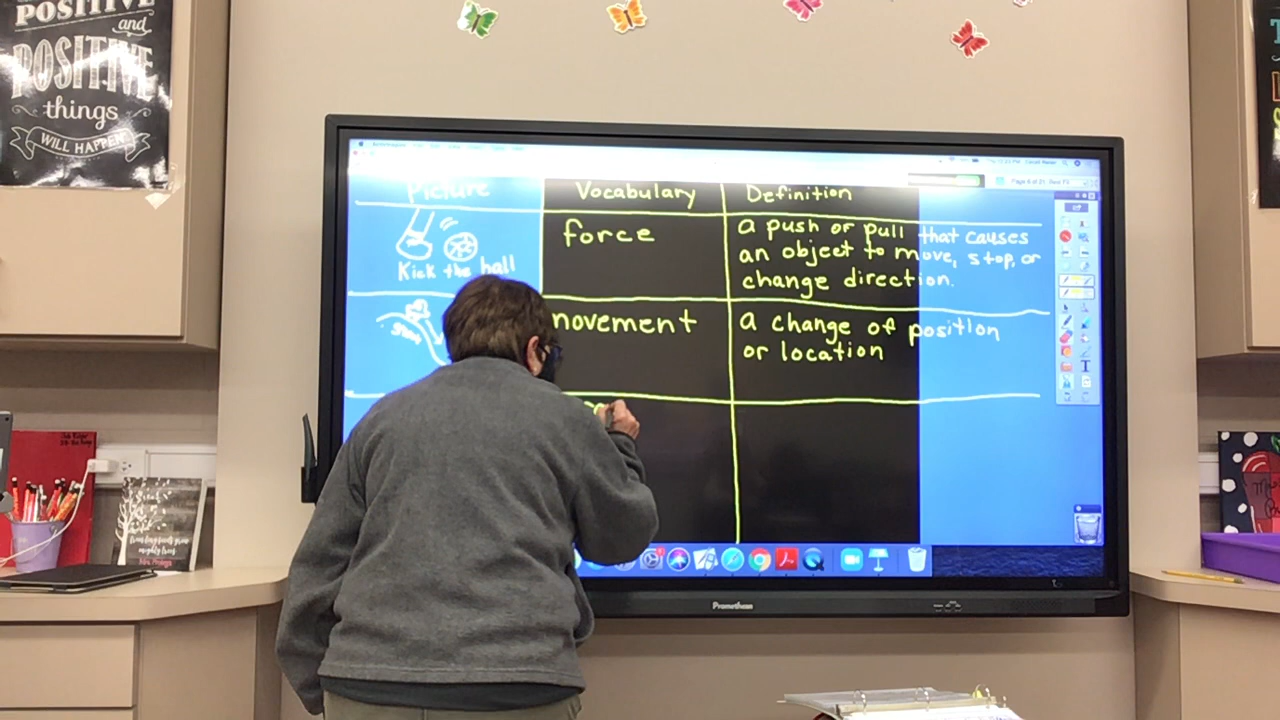 POSITIVE
and
POSITIVE
things
WILL HAPPEN
Picture
Vocabulary
Definition
Kick the ball
force
a push or pull that causes
an object to move, stop, or
change direction.
movement
a change of position
or location
Promethean